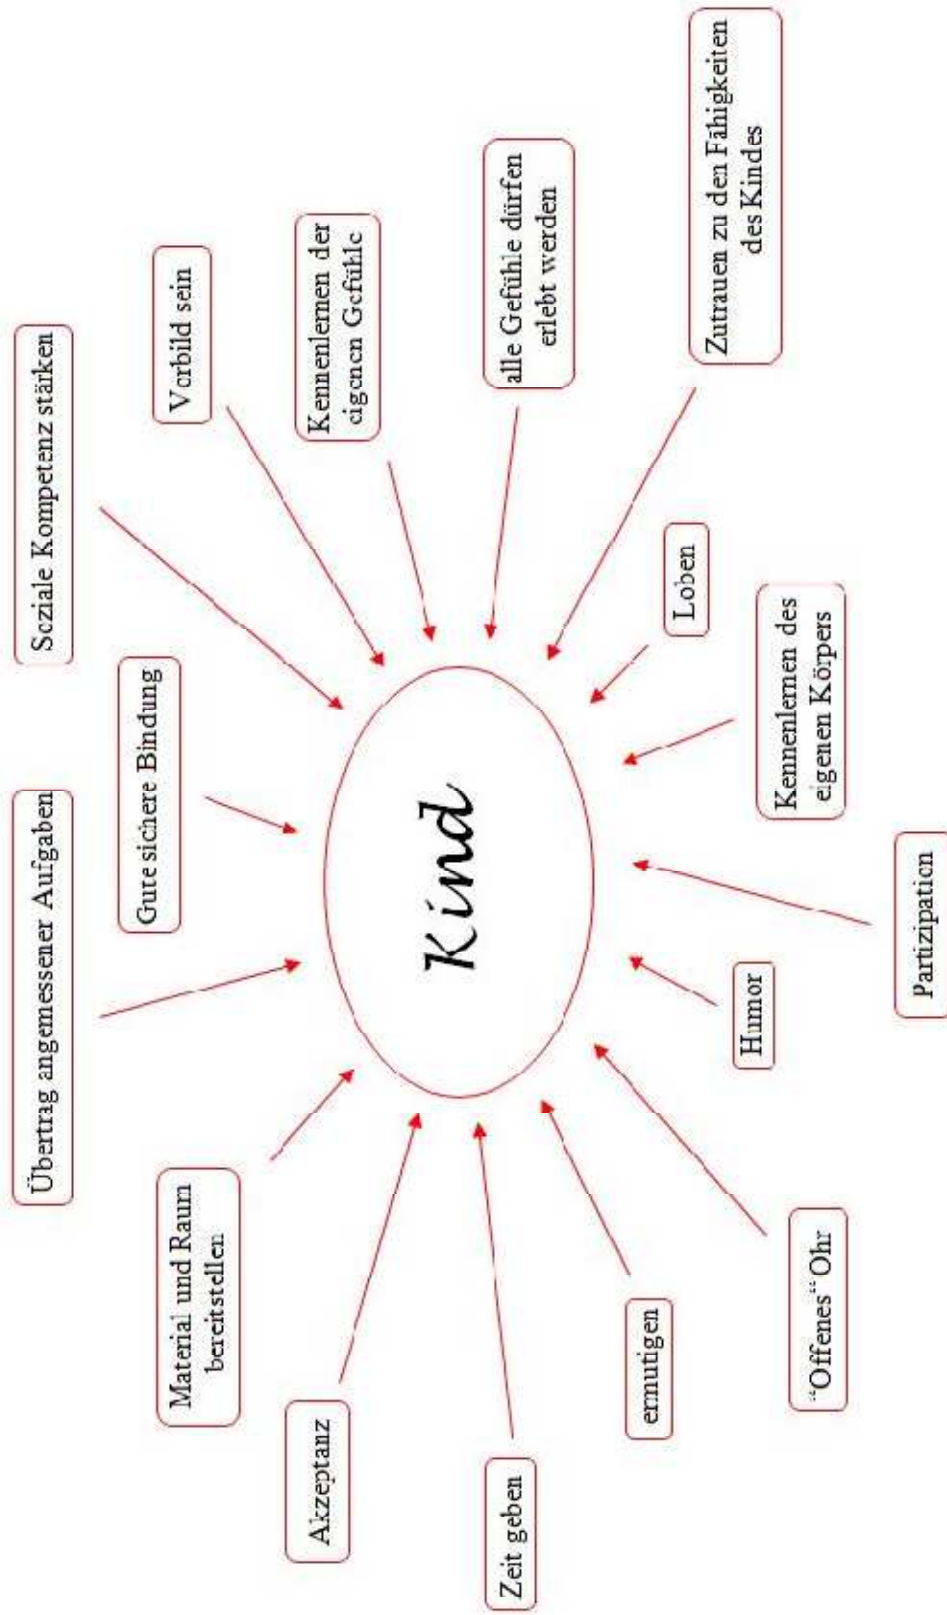 Übertrag angemessener Aufgaben
Soziale Kompetenz stärken
Gute sichere Bindung
Material und Raum
bereitstellen
Vorbild sein
Akzeptanz
Kennenlernen der
eigenen Gefühle
Kind
Zeit geben
alle Gefühle dürfen
erlebt werden
ermutigen
Loben
Zutrauen zu den Fähigkeiten
des Kindes
"Offenes“ Ohr
Humor
Kennenlernen des
eigenen Körpers
Partizipation